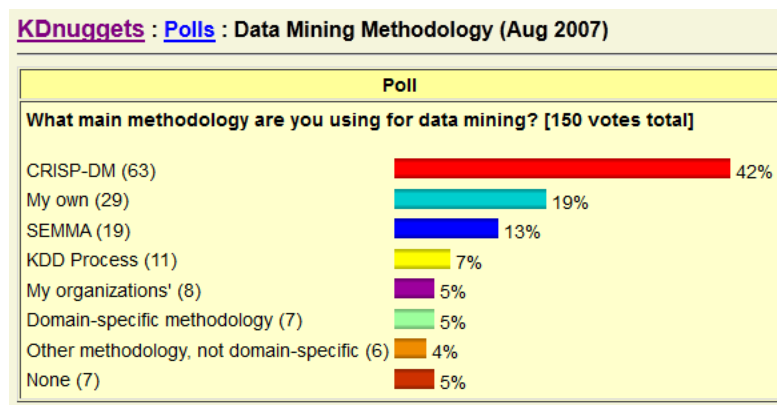 KDnuggets : Polls : Data Mining Methodology (Aug 2007)
Poll
What main methodology are you using for data mining? [150 votes total]
CRISP-DM (63) 42%
My own (29) 19%
SEMMA (19) 13%
KDD Process (11) 7%
My organizations' (8) 5%
Domain-specific methodology (7) 5%
Other methodology, not domain-specific (6) 4%
None (7) 5%